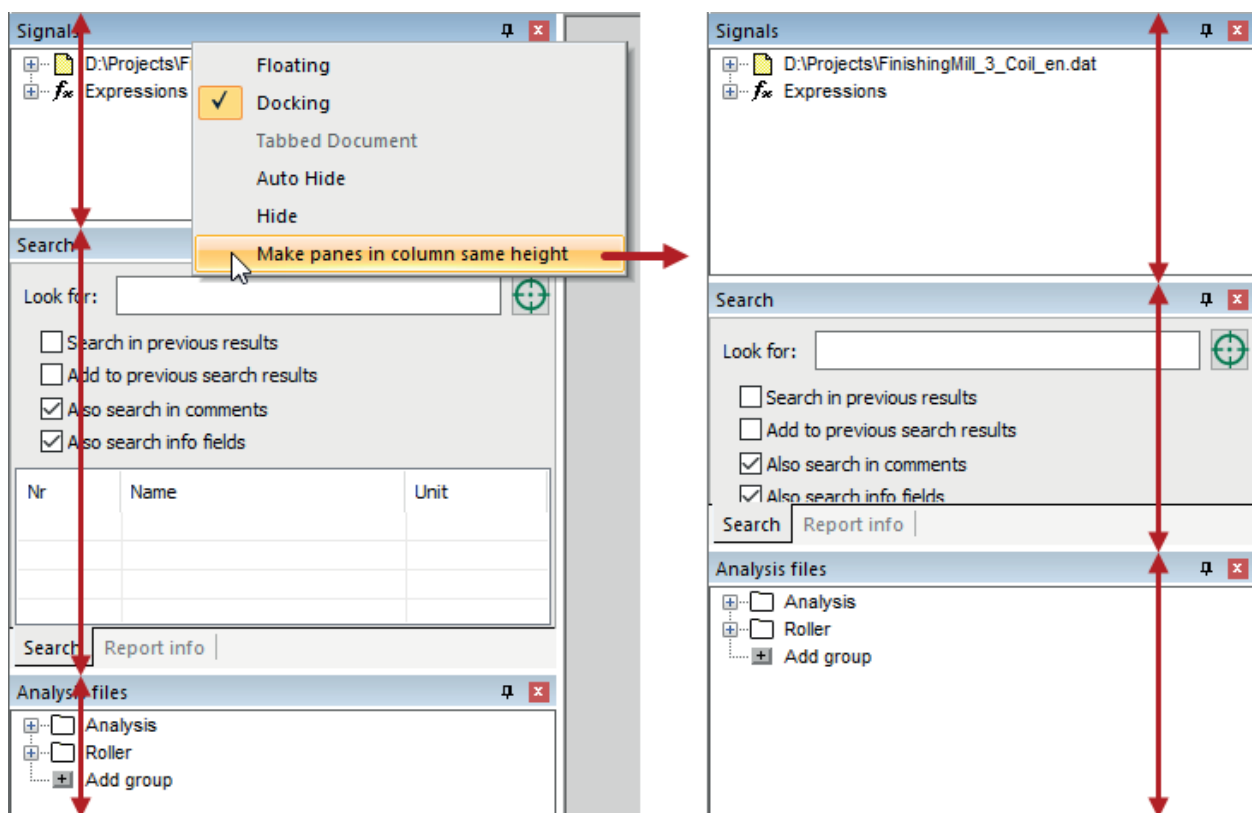 Signals
D:\Projects\Fi
Expressions
Floating
Docking
Tabbed Document
Auto Hide
Hide
Make panes in column same height
Search
Look for:
Search in previous results
Add to previous search results
Also search in comments
Also search info fields
Nr Name Unit
Search Report info
Analysis files
Analysis
Roller
Add group
Signals
D:\Projects\FinishingMill_3_Coil_en.dat
fx Expressions
Search
Look for:
Search in previous results
Add to previous search results
Also search in comments
Also search info fields
Search Report info
Analysis files
Analysis
Roller
Add group